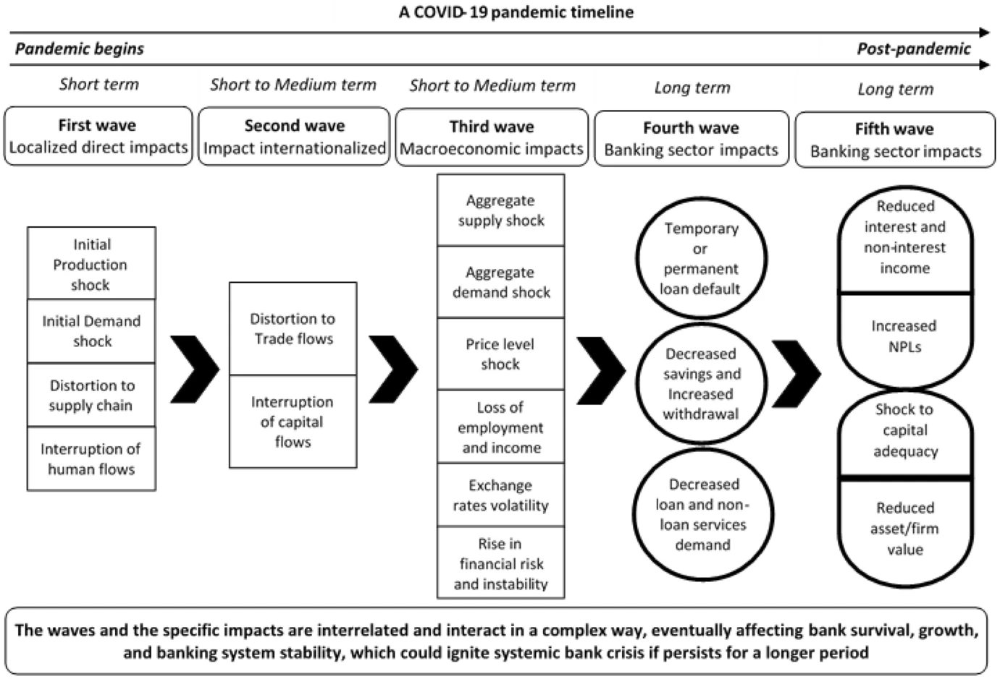 A COVID-19 pandemic timeline
Pandemic begins
Post-pandemic
Short term
Short to Medium term
Short to Medium term
Long term
Long term
First wave
Localized direct impacts
Second wave
Impact internationalized
Third wave
Macroeconomic impacts
Fourth wave
Banking sector impacts
Fifth wave
Banking sector impacts
Initial
Production
shock
Initial Demand
shock
Distortion to
supply chain
Interruption of
human flows
Distortion to
Trade flows
Interruption
of capital
flows
Aggregate
supply shock
Aggregate
demand shock
Price level
shock
Loss of
employment
and income
Exchange
rates volatility
Rise in
financial risk
and instability
Temporary
or
permanent
loan default
Decreased
savings and
Increased
withdrawal
Decreased
loan and non-
loan services
demand
Reduced
interest and
non-interest
income
Increased
NPLs
Shock to
capital
adequacy
Reduced
asset/firm
value
The waves and the specific impacts are interrelated and interact in a complex way, eventually affecting bank survival, growth,
and banking system stability, which could ignite systemic bank crisis if persists for a longer period